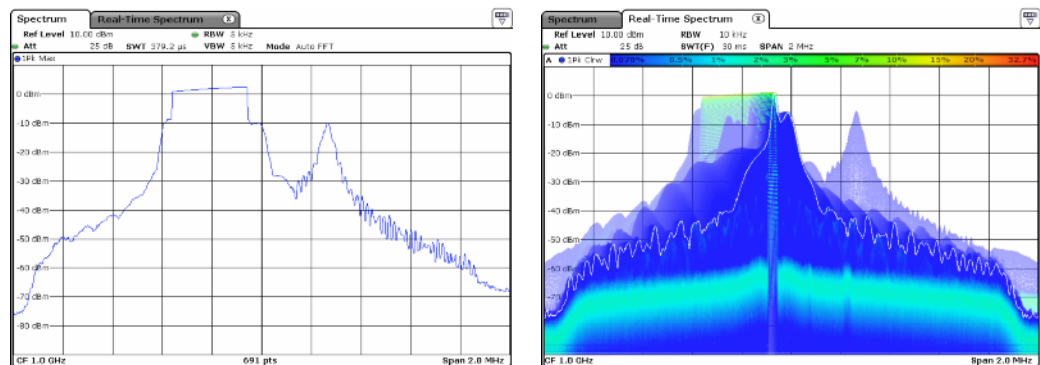 Spectrum Real-Time Spectrum X
Ref Level 10.00 dBm RBW 5 kHz
Att 25 dB SWT 379.2 µs VBW 5 kHz Mode Auto FFT
1Pk Max
0 dBm
-10 dBm
-20 dBm
-30 dBm
-40 dBm
-50 dBm
-60 dBm
-70 dBm
-80 dBm
CF 1.0 GHz 691 pts Span 2.0 MHz
Spectrum Real-Time Spectrum X
Ref Level 10.00 dBm RBW 10 kHz
Att 25 dB SWT(F) 30 ms SPAN 2 MHz
A 1Pk Clrw 0.5% 1% 2% 3% 5% 7% 10% 15% 20% 32.7%
0 dBm
-10 dBm
-20 dBm
-30 dBm
-40 dBm
-50 dBm
-60 dBm
-70 dBm
CF 1.0 GHz Span 2.0 MHz